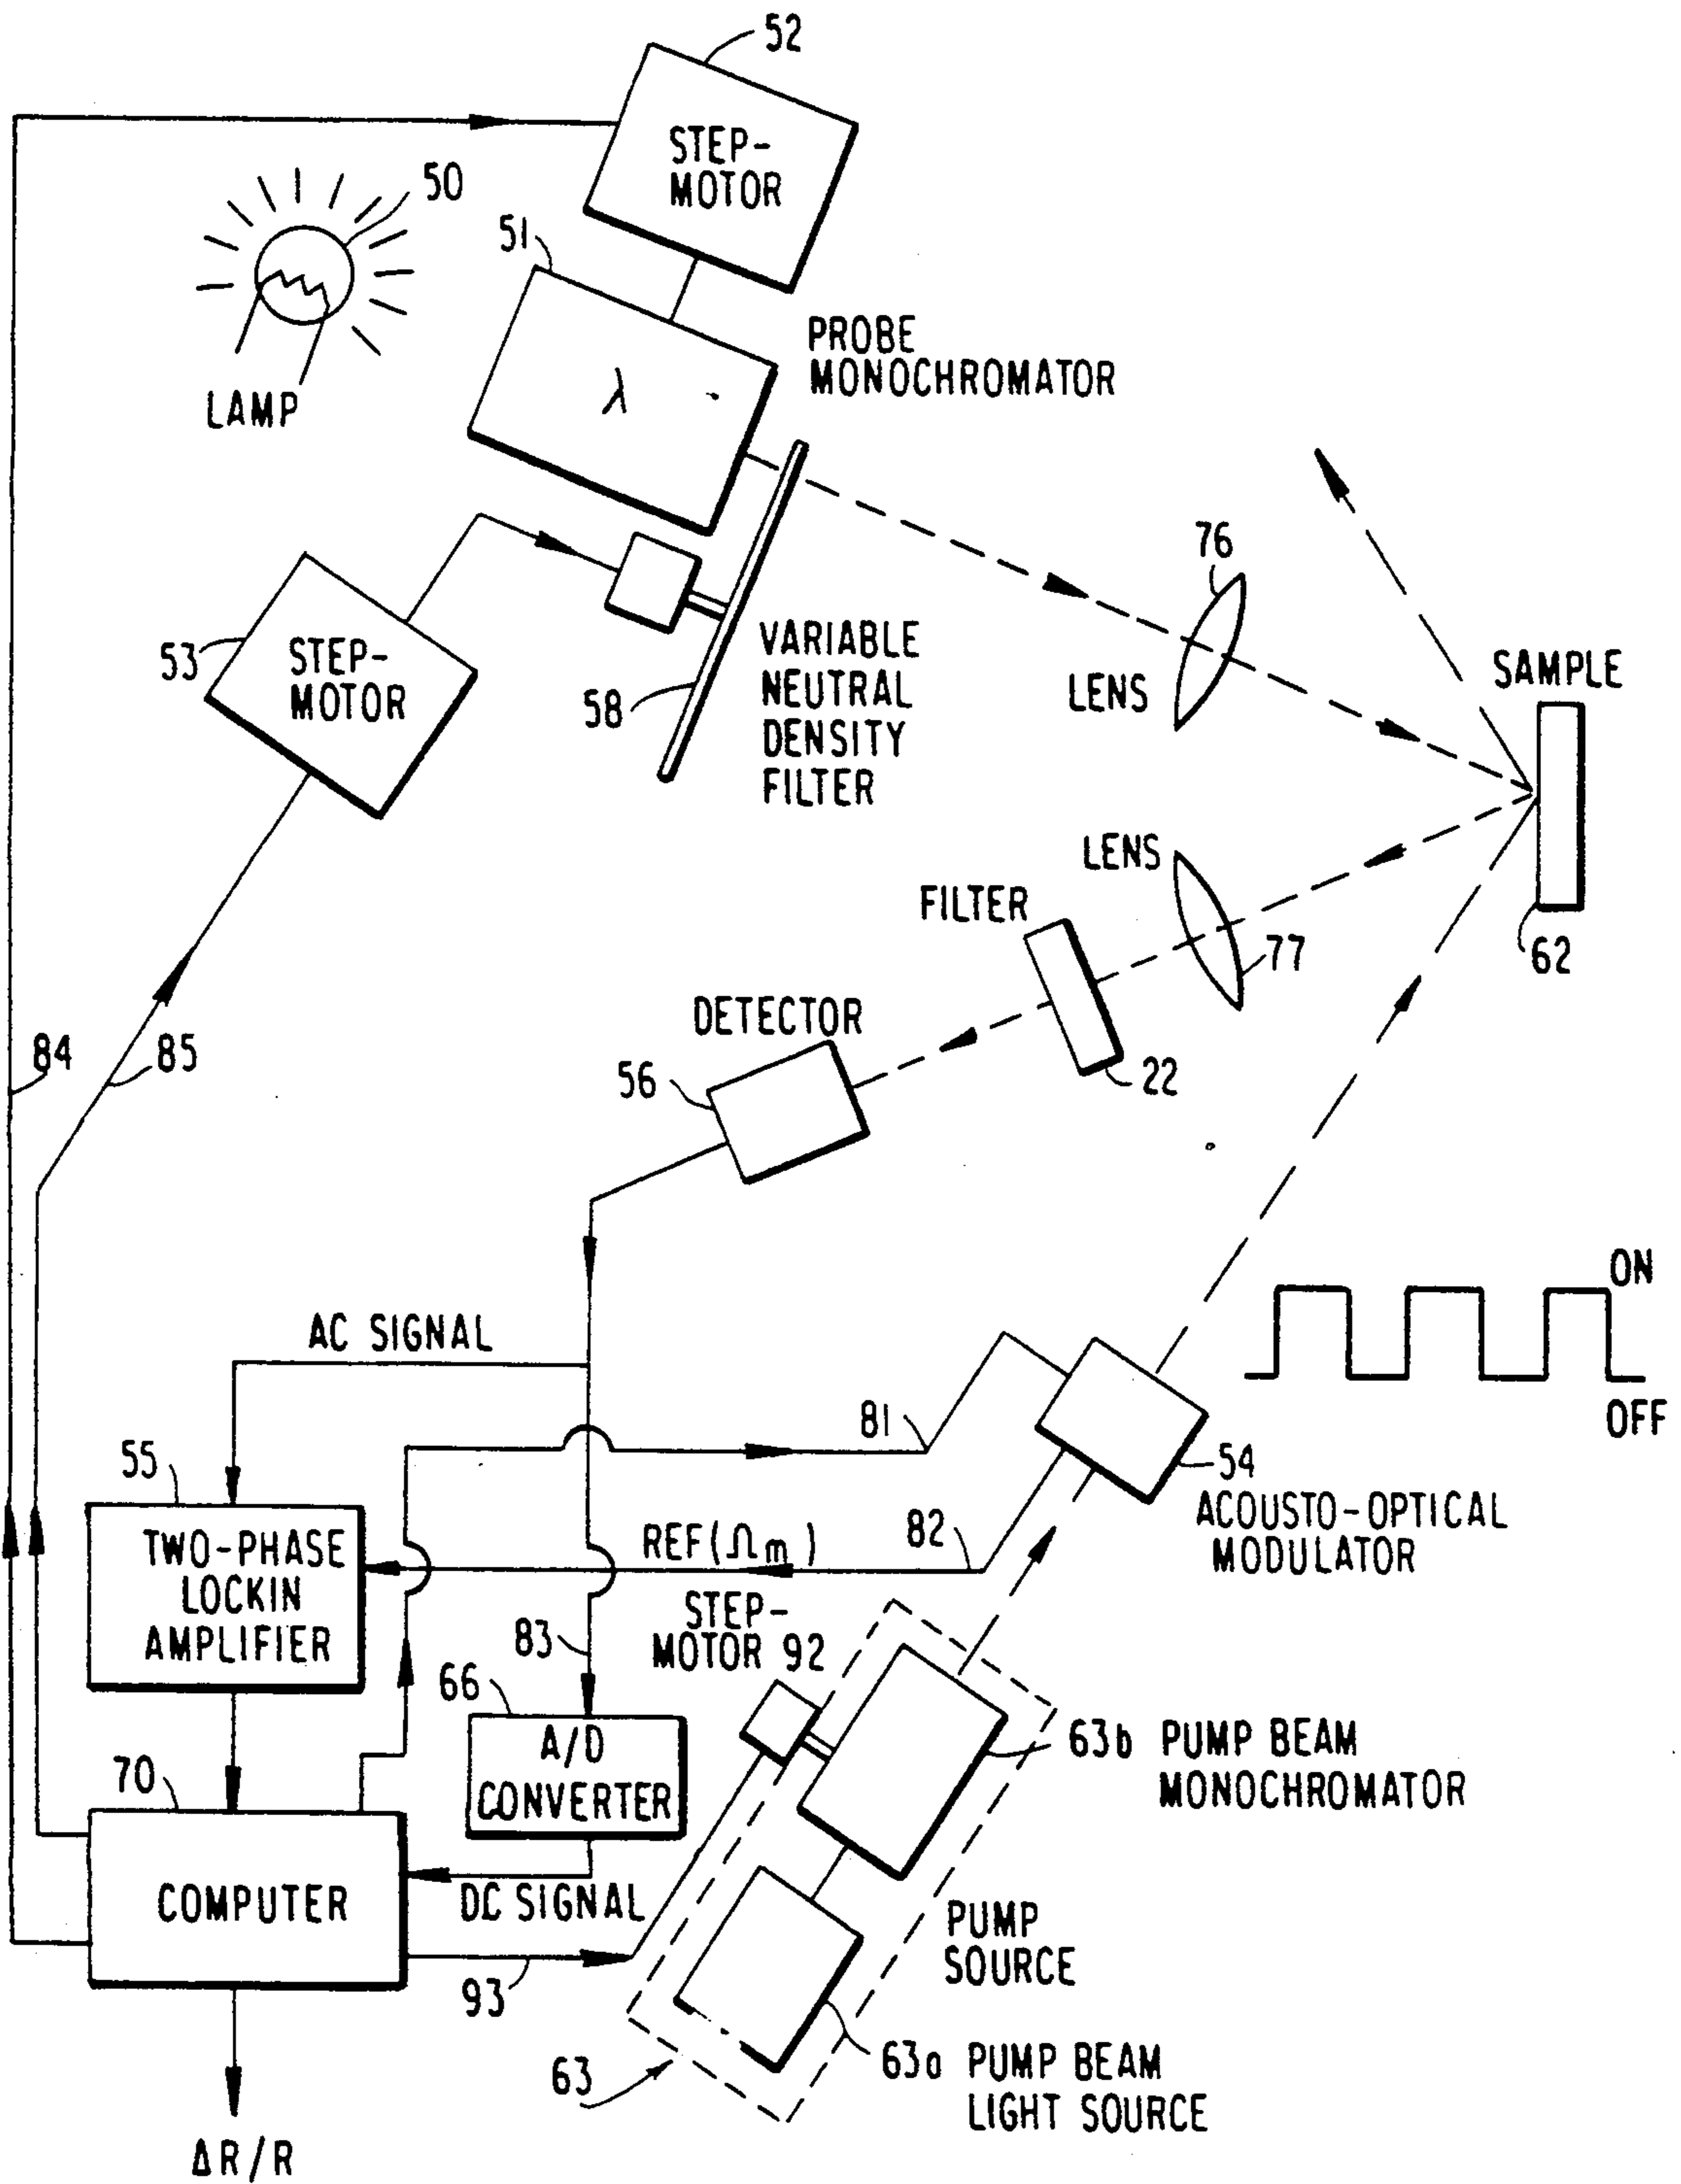 52
STEP-
MOTOR
50
51
LAMP
λ
PROBE
MONOCHROMATOR
53
STEP-
MOTOR
58
VARIABLE
NEUTRAL
DENSITY
FILTER
76
LENS
SAMPLE
62
LENS
77
FILTER
22
DETECTOR
56
84
85
AC SIGNAL
ON
OFF
81
54
ACOUSTO-OPTICAL
MODULATOR
55
TWO-PHASE
LOCKIN
AMPLIFIER
REF(Ωm)
82
STEP-
MOTOR 92
83
66
A/D
CONVERTER
63b PUMP BEAM
MONOCHROMATOR
70
COMPUTER
DC SIGNAL
93
PUMP
SOURCE
63
63a PUMP BEAM
LIGHT SOURCE
ΔR/R